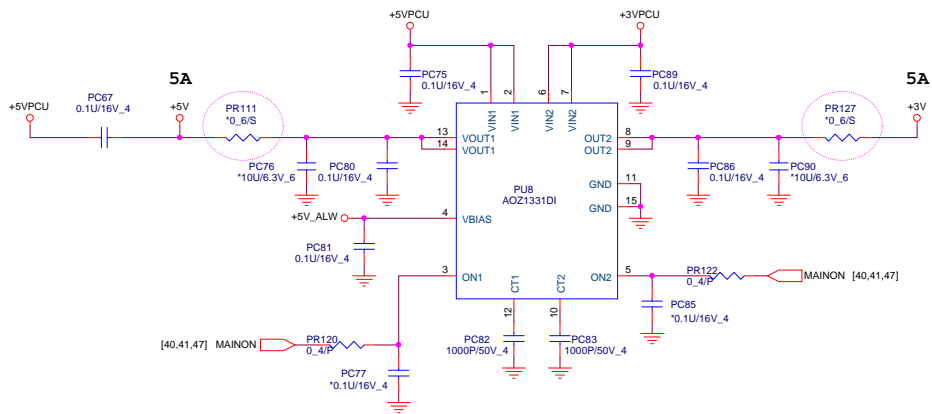 +5VPCU
+3VPCU
PC75
0.1U/16V_4
PC89
0.1U/16V_4
5A
5A
+5VPCU
PC67
0.1U/16V_4
+5V
PR111
*0_6/S
PR127
*0_6/S
+3V
1
2
6
7
VIN1
VIN1
VIN2
VIN2
13
VOUT1
14
VOUT1
8
OUT2
9
OUT2
PC76
*10U/6.3V_6
PC80
0.1U/16V_4
PC86
0.1U/16V_4
PC90
*10U/6.3V_6
PU8
AOZ1331DI
11
GND
15
GND
+5V_ALW
4
VBIAS
PC81
0.1U/16V_4
3
ON1
5
ON2
CT1
CT2
12
10
PR122
0_4/P
MAINON [40,41,47]
PC85
*0.1U/16V_4
[40,41,47] MAINON
PR120
0_4/P
PC82
1000P/50V_4
PC83
1000P/50V_4
PC77
*0.1U/16V_4